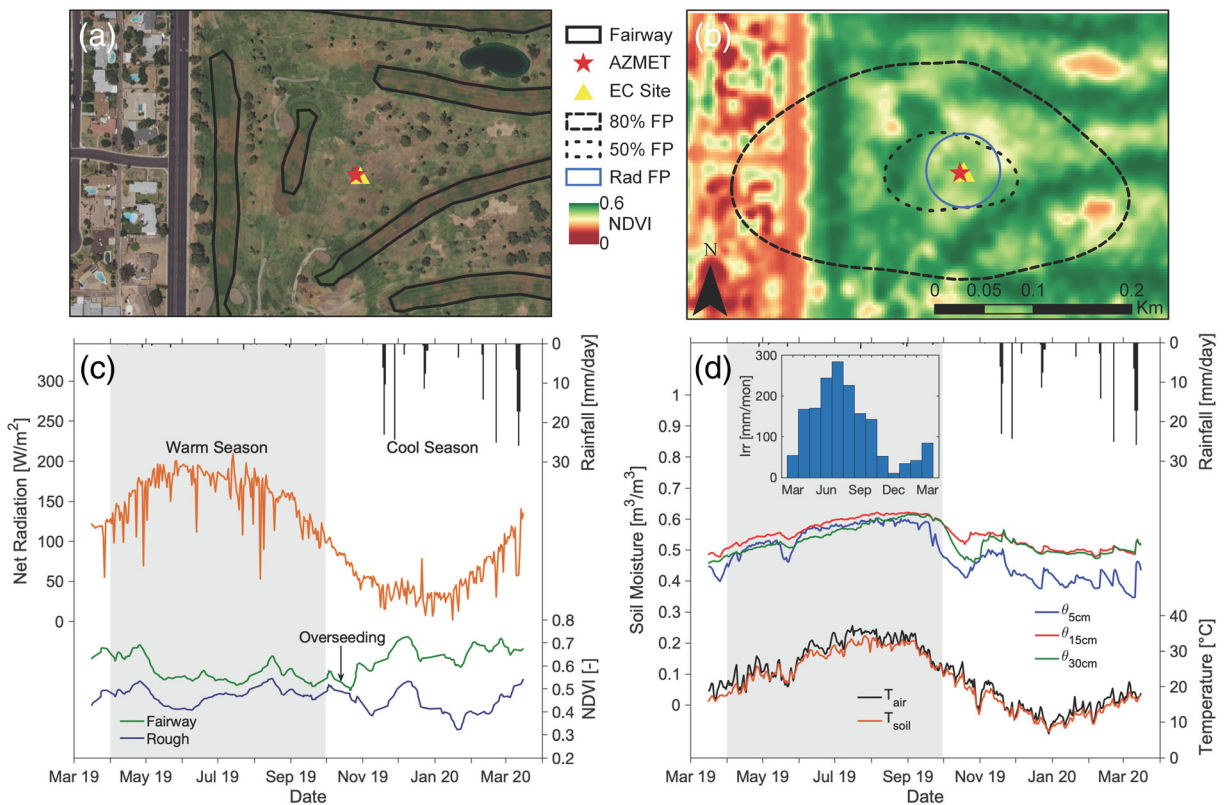 (a)
Fairway
AZMET
EC Site
80% FP
50% FP
Rad FP
0.6
NDVI
0
(b)
N
0 0.05 0.1 0.2
Km
(c)
Net Radiation [W/m²]
350
300
250
200
150
100
50
0
Warm Season
Cool Season
Rainfall [mm/day]
0
10
20
30
Overseeding
NDVI [-]
0.8
0.7
0.6
0.5
0.4
0.3
0.2
Fairway
Rough
Mar 19 May 19 Jul 19 Sep 19 Nov 19 Jan 20 Mar 20
Date
(d)
Soil Moisture [m³/m³]
1
0.9
0.8
0.7
0.6
0.5
0.4
0.3
0.2
0.1
0
Irr [mm/mon]
300
200
100
0
Mar Jun Sep Dec Mar
Rainfall [mm/day]
0
10
20
30
θ5cm
θ15cm
θ30cm
Tair
Tsoil
Temperature [°C]
40
30
20
10
0
Mar 19 May 19 Jul 19 Sep 19 Nov 19 Jan 20 Mar 20
Date